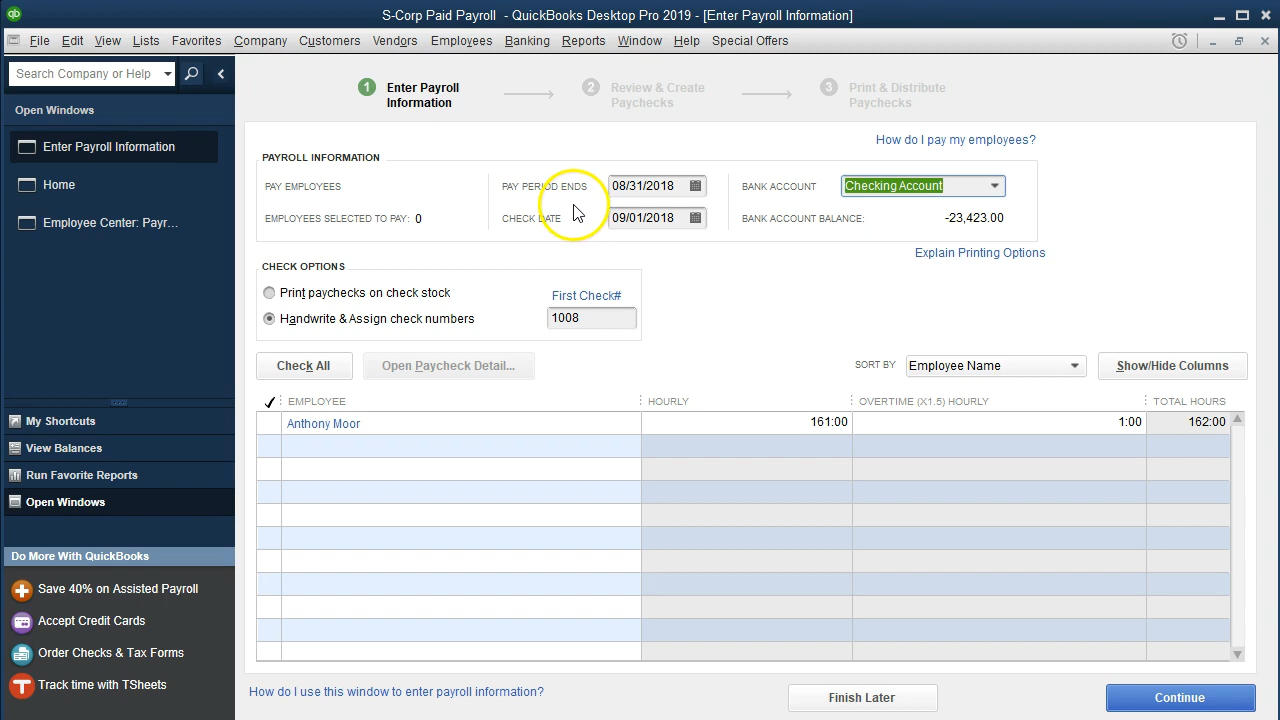 S-Corp Paid Payroll - QuickBooks Desktop Pro 2019 - [Enter Payroll Information]
File Edit View Lists Favorites Company Customers Vendors Employees Banking Reports Window Help Special Offers
Search Company or Help
Open Windows
Enter Payroll Information
Home
Employee Center: Payr...
My Shortcuts
View Balances
Run Favorite Reports
Open Windows
Do More With QuickBooks
Save 40% on Assisted Payroll
Accept Credit Cards
Order Checks & Tax Forms
Track time with TSheets
1 Enter Payroll
Information
2 Review & Create
Paychecks
3 Print & Distribute
Paychecks
How do I pay my employees?
PAYROLL INFORMATION
PAY EMPLOYEES
EMPLOYEES SELECTED TO PAY: 0
PAY PERIOD ENDS 08/31/2018
CHECK DATE 09/01/2018
BANK ACCOUNT Checking Account
BANK ACCOUNT BALANCE: -23,423.00
Explain Printing Options
CHECK OPTIONS
Print paychecks on check stock
Handwrite & Assign check numbers
First Check#
1008
Check All
Open Paycheck Detail...
SORT BY Employee Name
Show/Hide Columns
EMPLOYEE HOURLY OVERTIME (X1.5) HOURLY TOTAL HOURS
Anthony Moor 161:00 1:00 162:00
How do I use this window to enter payroll information?
Finish Later
Continue